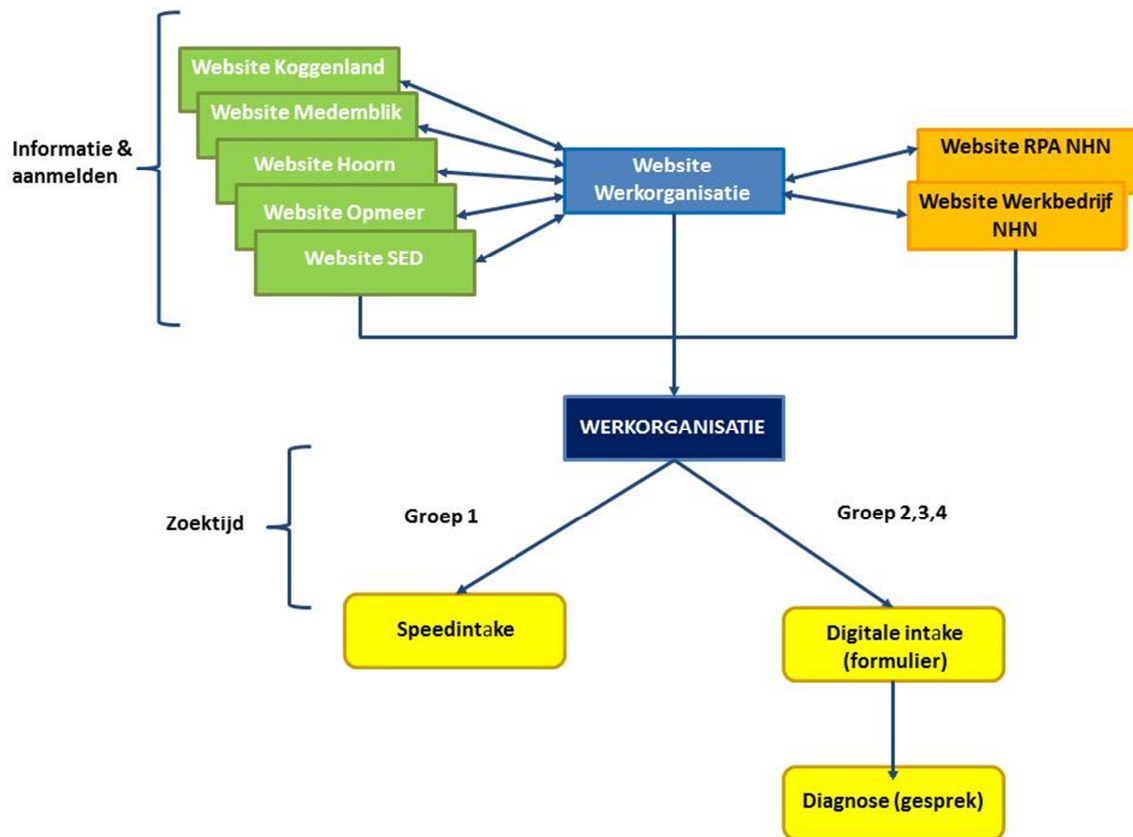 Informatie &
aanmelden
Website Koggenland
Website Medemblik
Website Hoorn
Website Opmeer
Website SED
Website
Werkorganisatie
Website RPA NHN
Website Werkbedrijf
NHN
WERKORGANISATIE
Zoektijd
Groep 1
Groep 2,3,4
Speedintake
Digitale intake
(formulier)
Diagnose (gesprek)